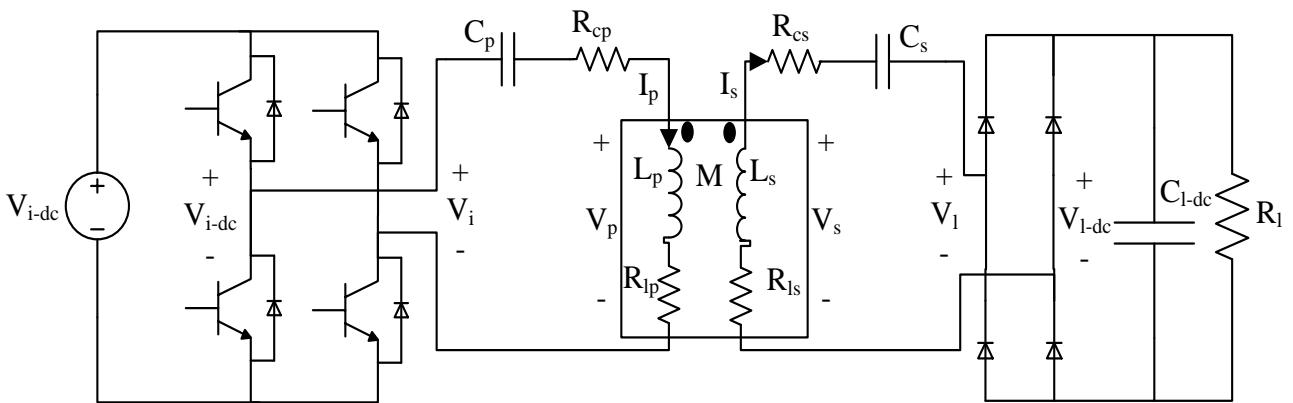 C_p
R_cp
R_cs
C_s
I_p
I_s
+
V_i-dc
-
+
V_i-dc
-
+
V_i
-
+
V_p
-
L_p
M
L_s
R_lp
R_ls
+
V_s
-
+
V_l
-
+
V_l-dc
-
C_l-dc
R_l